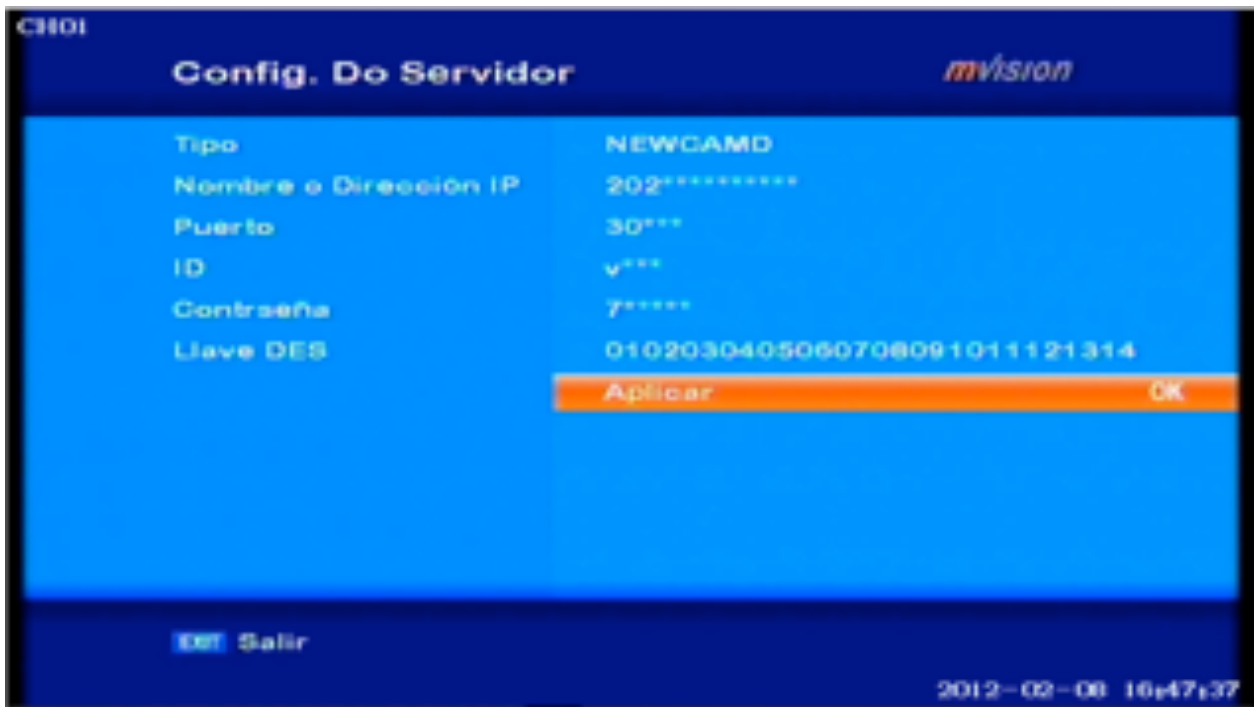 CH01
Config. Do Servidor
mvision
Tipo NEWCAMD
Nombre o Dirección IP 202**********
Puerto 30***
ID v***
Contrseña 7*****
Llave DES 0102030405060708091011121314
Aplicar OK
EXIT Salir
2012-02-08 16:47:37